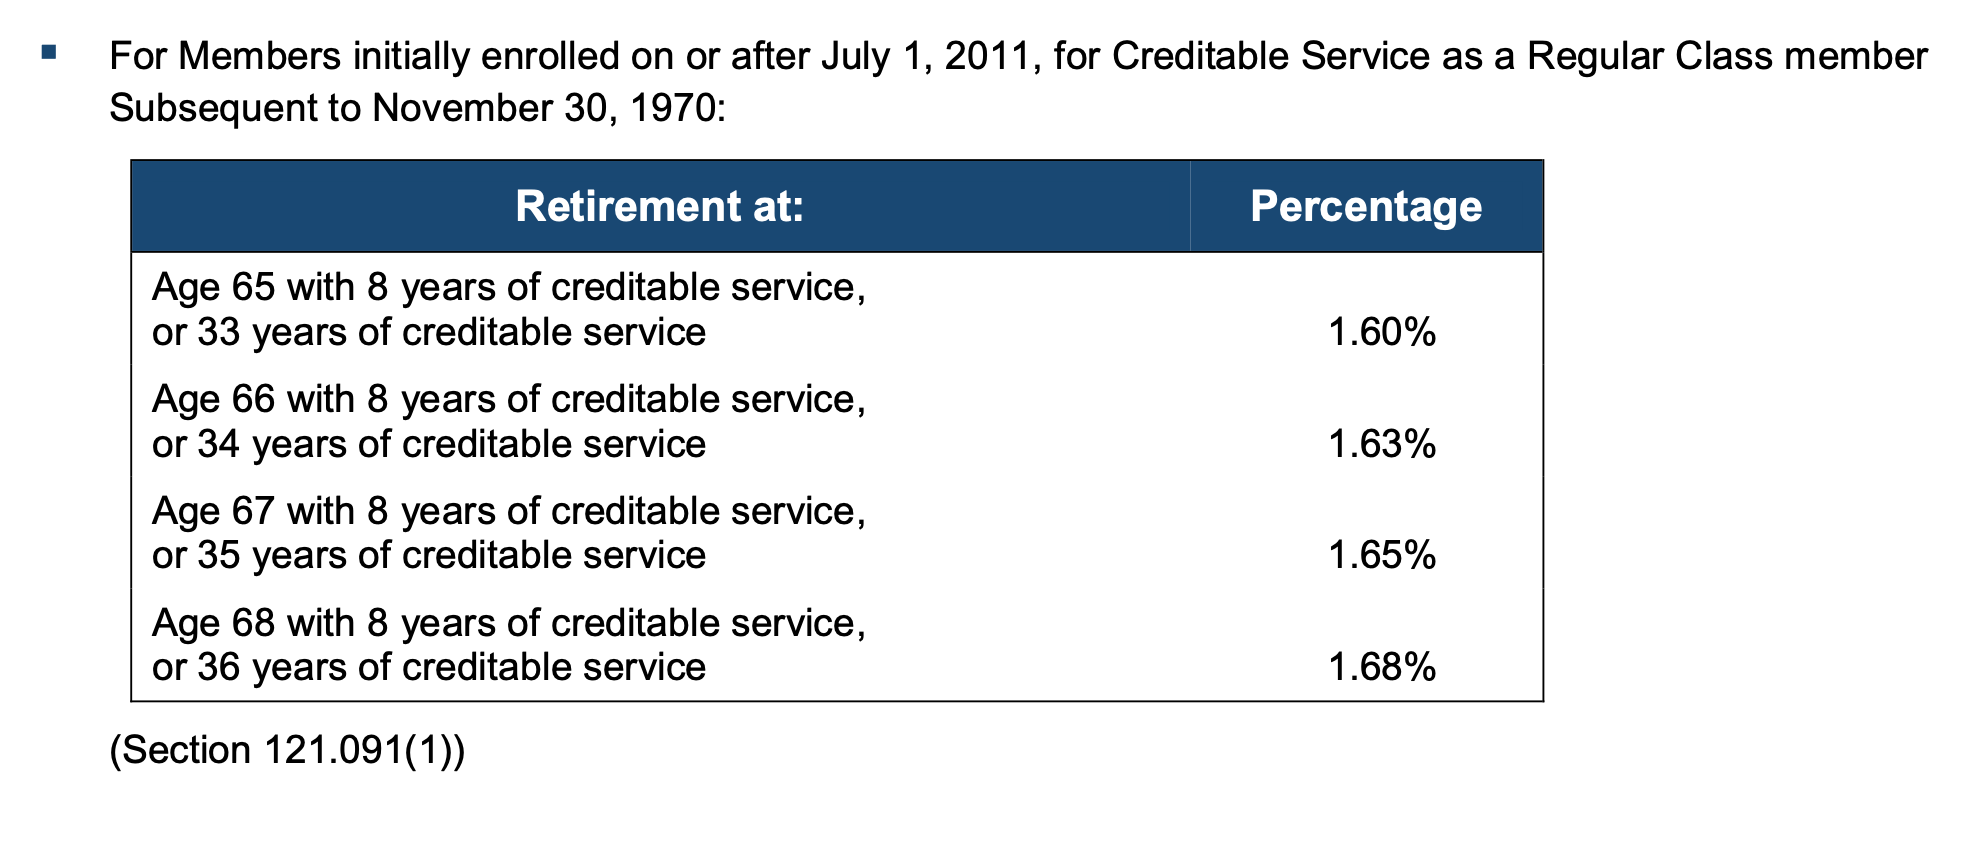 ▪ For Members initially enrolled on or after July 1, 2011, for Creditable Service as a Regular Class member
Subsequent to November 30, 1970:
Retirement at: Percentage
Age 65 with 8 years of creditable service,
or 33 years of creditable service 1.60%
Age 66 with 8 years of creditable service,
or 34 years of creditable service 1.63%
Age 67 with 8 years of creditable service,
or 35 years of creditable service 1.65%
Age 68 with 8 years of creditable service,
or 36 years of creditable service 1.68%
(Section 121.091(1))